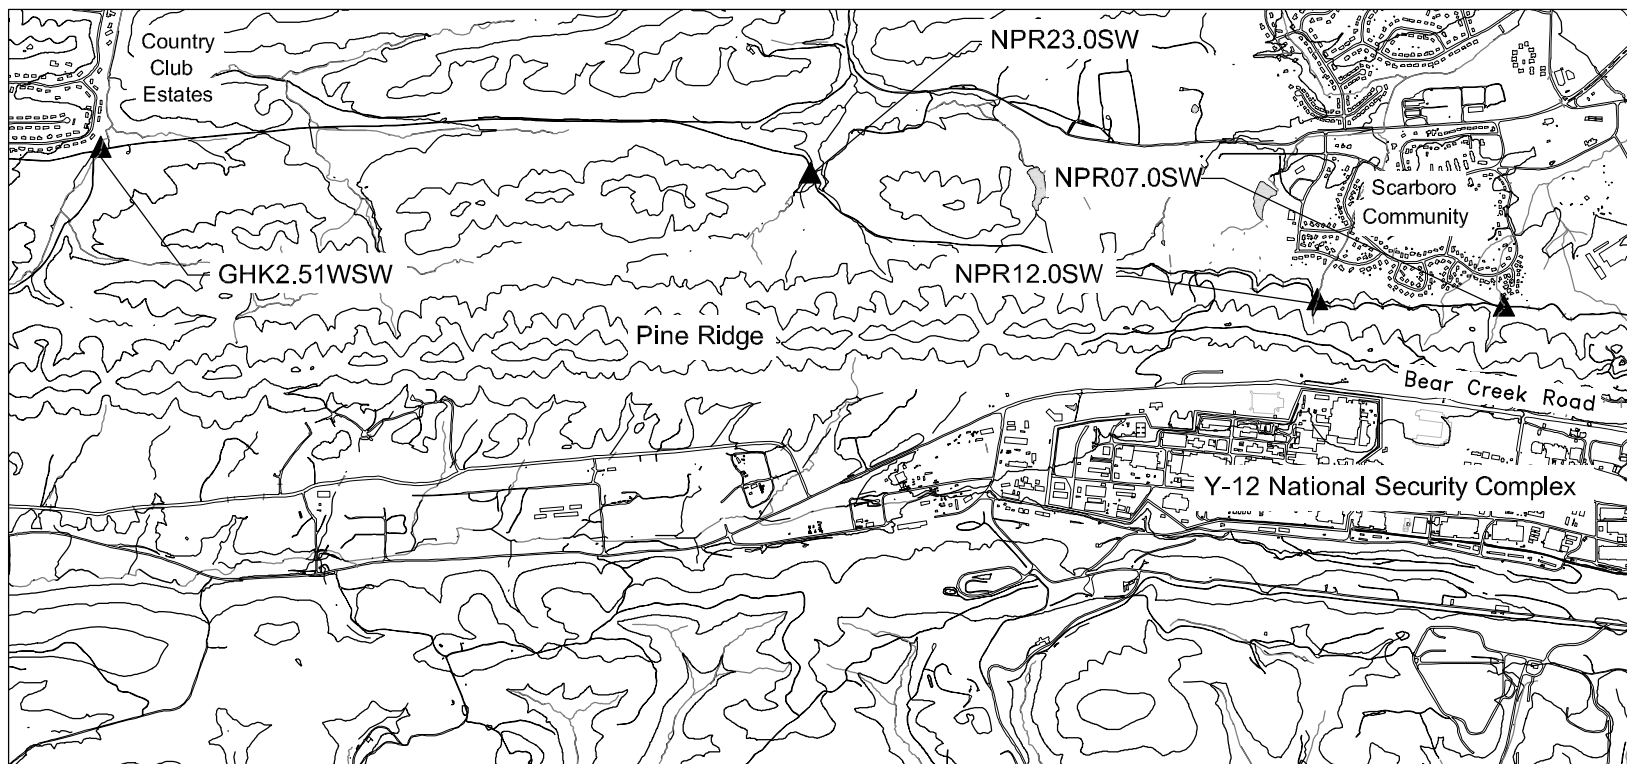 Country
Club
Estates
NPR23.0SW
NPR07.0SW
Scarboro
Community
GHK2.51WSW
NPR12.0SW
Pine Ridge
Bear Creek Road
Y-12 National Security Complex